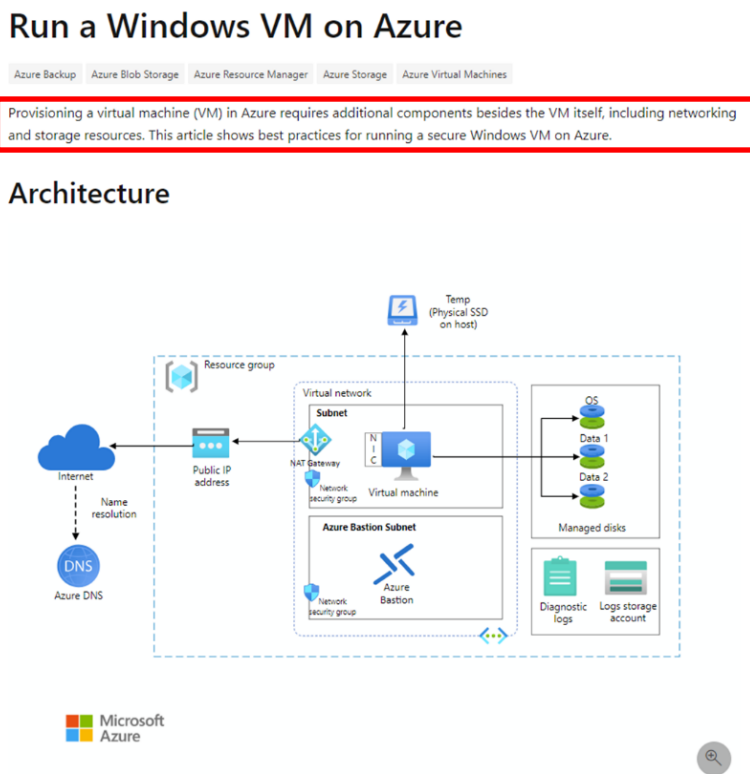 Run a Windows VM on Azure
Azure Backup
Azure Blob Storage
Azure Resource Manager
Azure Storage
Azure Virtual Machines
Provisioning a virtual machine (VM) in Azure requires additional components besides the VM itself, including networking
and storage resources. This article shows best practices for running a secure Windows VM on Azure.
Architecture
Temp
(Physical SSD
on host)
Resource group
Virtual network
Subnet
NAT Gateway
Network
security group
N
I
C
Virtual machine
OS
Data 1
Data 2
Managed disks
Public IP
address
Internet
Name
resolution
DNS
Azure DNS
Azure Bastion Subnet
Azure
Bastion
Network
security group
Diagnostic
logs
Logs storage
account
Microsoft
Azure